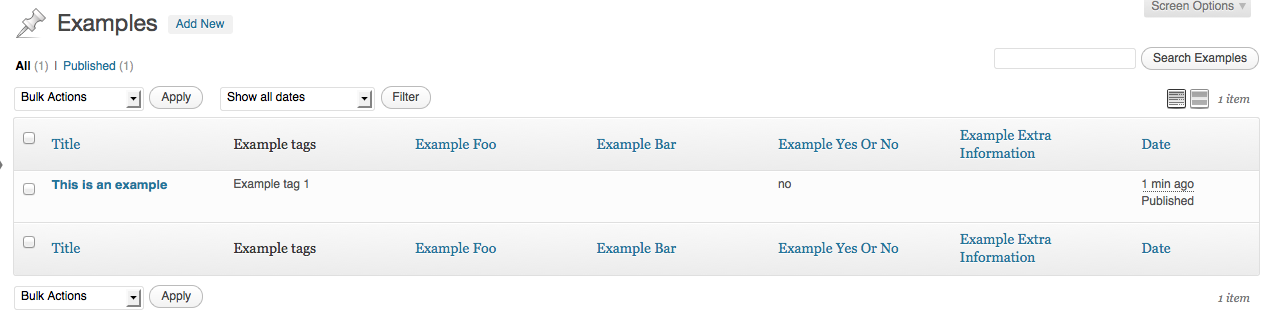 Screen Options ▼
Examples Add New
All (1) | Published (1)
Search Examples
Bulk Actions Apply Show all dates Filter 1 item
Title Example tags Example Foo Example Bar Example Yes Or No Example Extra Information Date
This is an example Example tag 1 no 1 min ago
Published
Title Example tags Example Foo Example Bar Example Yes Or No Example Extra Information Date
Bulk Actions Apply 1 item